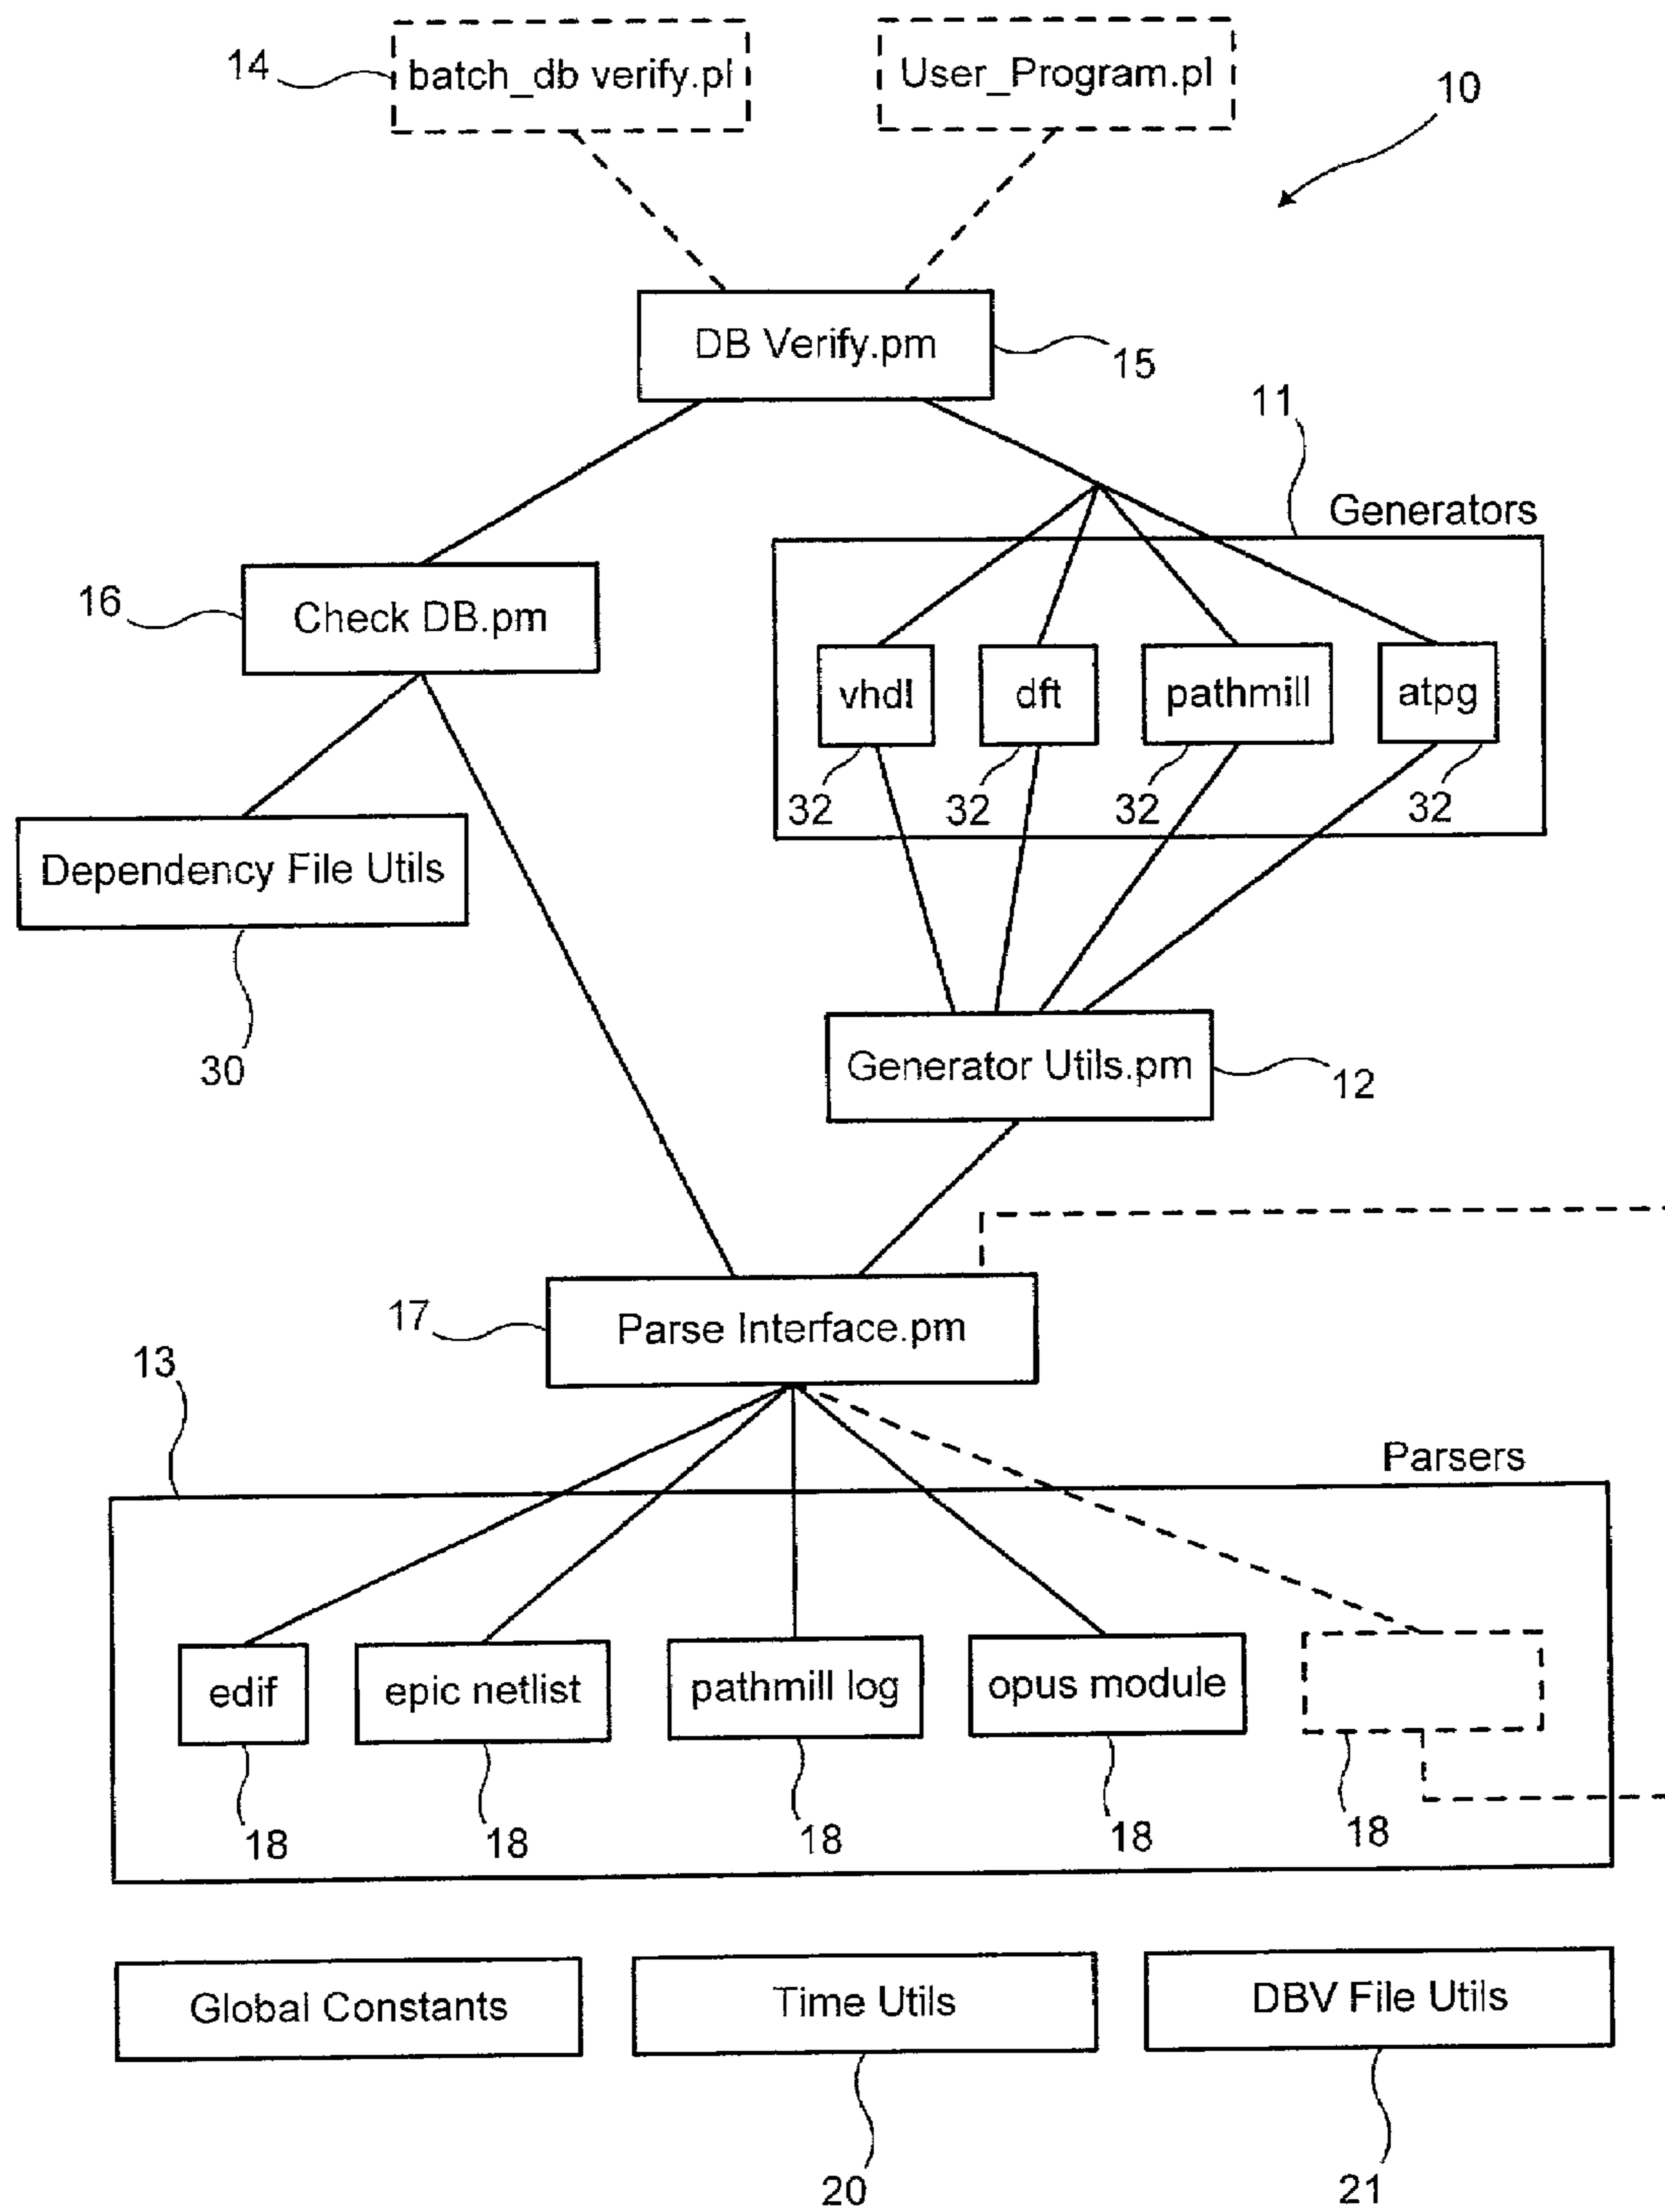 14
batch_db verify.pl
User_Program.pl
10
DB Verify.pm
15
11
Generators
16
Check DB.pm
vhdl
dft
pathmill
atpg
32
32
32
32
Dependency File Utils
30
Generator Utils.pm
12
17
Parse Interface.pm
13
Parsers
edif
epic netlist
pathmill log
opus module
18
18
18
18
18
Global Constants
Time Utils
DBV File Utils
20
21